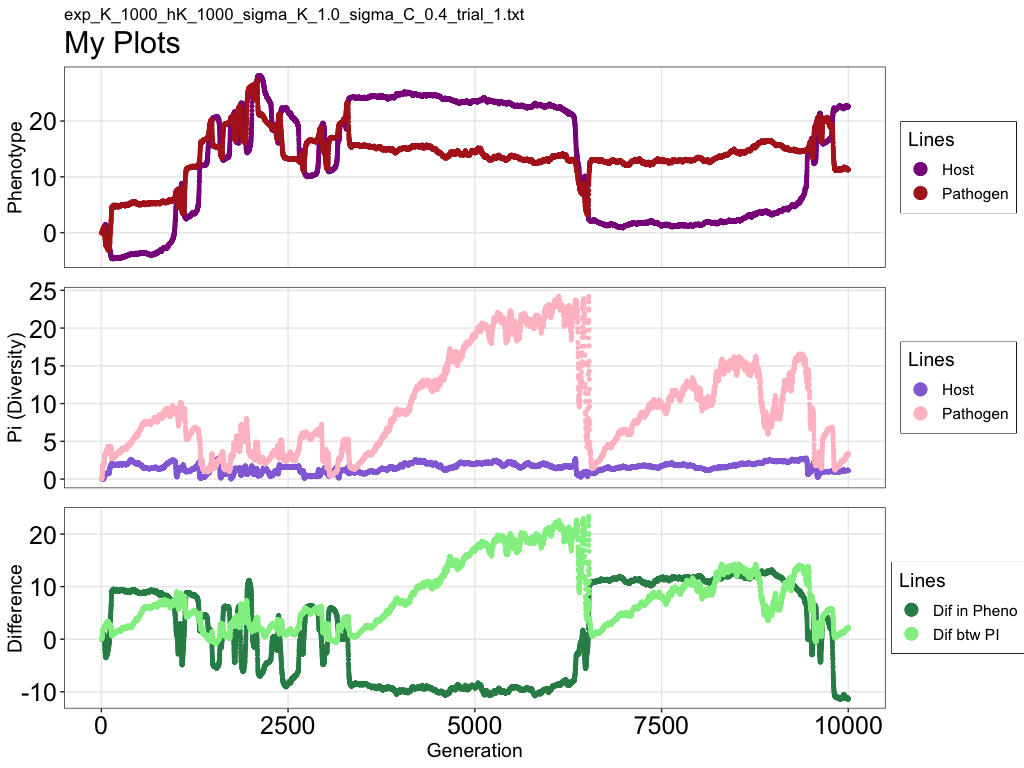 exp_K_1000_hK_1000_sigma_K_1.0_sigma_C_0.4_trial_1.txt
My Plots
Phenotype
20
10
0
Lines
Host
Pathogen
Pi (Diversity)
25
20
15
10
5
0
Lines
Host
Pathogen
Difference
20
10
0
-10
Lines
Dif in Pheno
Dif btw PI
0 2500 5000 7500 10000
Generation